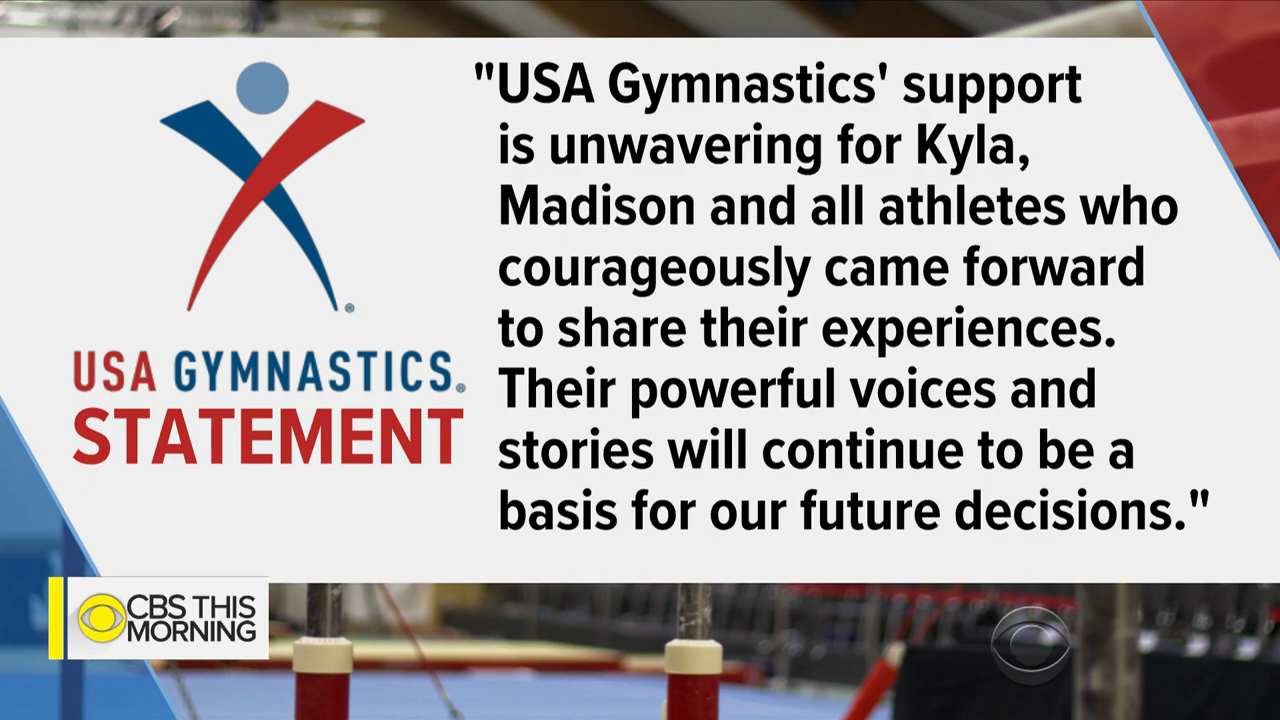 USA GYMNASTICS®
STATEMENT
"USA Gymnastics' support
is unwavering for Kyla,
Madison and all athletes who
courageously came forward
to share their experiences.
Their powerful voices and
stories will continue to be a
basis for our future decisions."
CBS THIS
MORNING